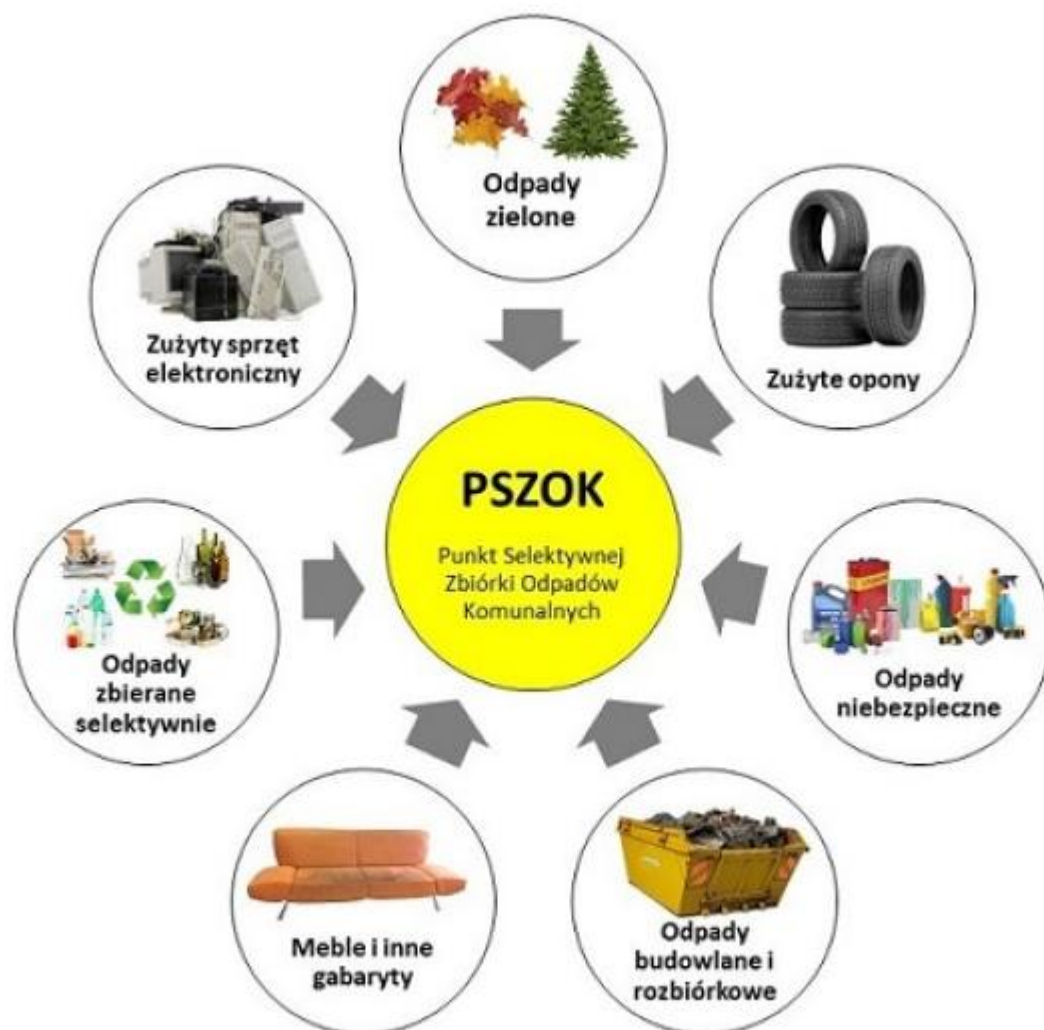 Odpady
zielone
Zużyty sprzęt
elektroniczny
Zużyte opony
PSZOK
Punkt Selektywnej
Zbiórki Odpadów
Komunalnych
Odpady
zbierane
selektywnie
Odpady
niebezpieczne
Meble i inne
gabaryty
Odpady
budowlane i
rozbiórkowe